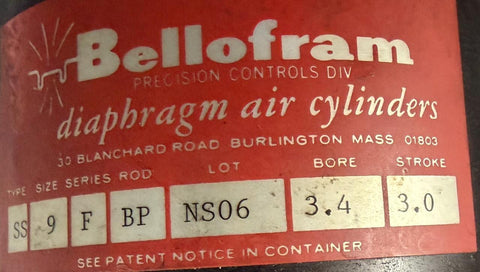 Bellofram
PRECISION CONTROLS DIV
diaphragm air cylinders
30 BLANCHARD ROAD BURLINGTON MASS 01803
TYPE SIZE SERIES ROD LOT BORE STROKE
SS 9 F BP NS06 3.4 3.0
SEE PATENT NOTICE IN CONTAINER